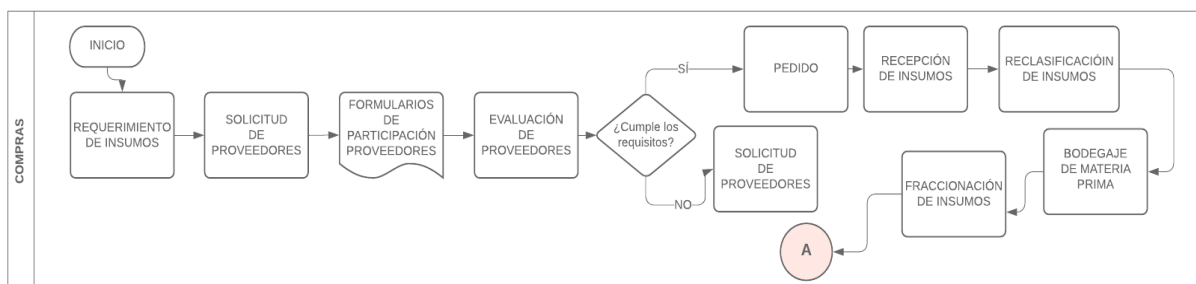 COMPRAS
INICIO
REQUERIMIENTO
DE INSUMOS
SOLICITUD
DE
PROVEEDORES
FORMULARIOS
DE
PARTICIPACIÓN
PROVEEDORES
EVALUACIÓN
DE
PROVEEDORES
¿Cumple los
requisitos?
SÍ
PEDIDO
RECEPCIÓN
DE INSUMOS
RECLASIFICACIÍN
DE INSUMOS
NO
SOLICITUD
DE
PROVEEDORES
BODEGAJE
DE MATERIA
PRIMA
FRACCIONACIÓN
DE INSUMOS
A